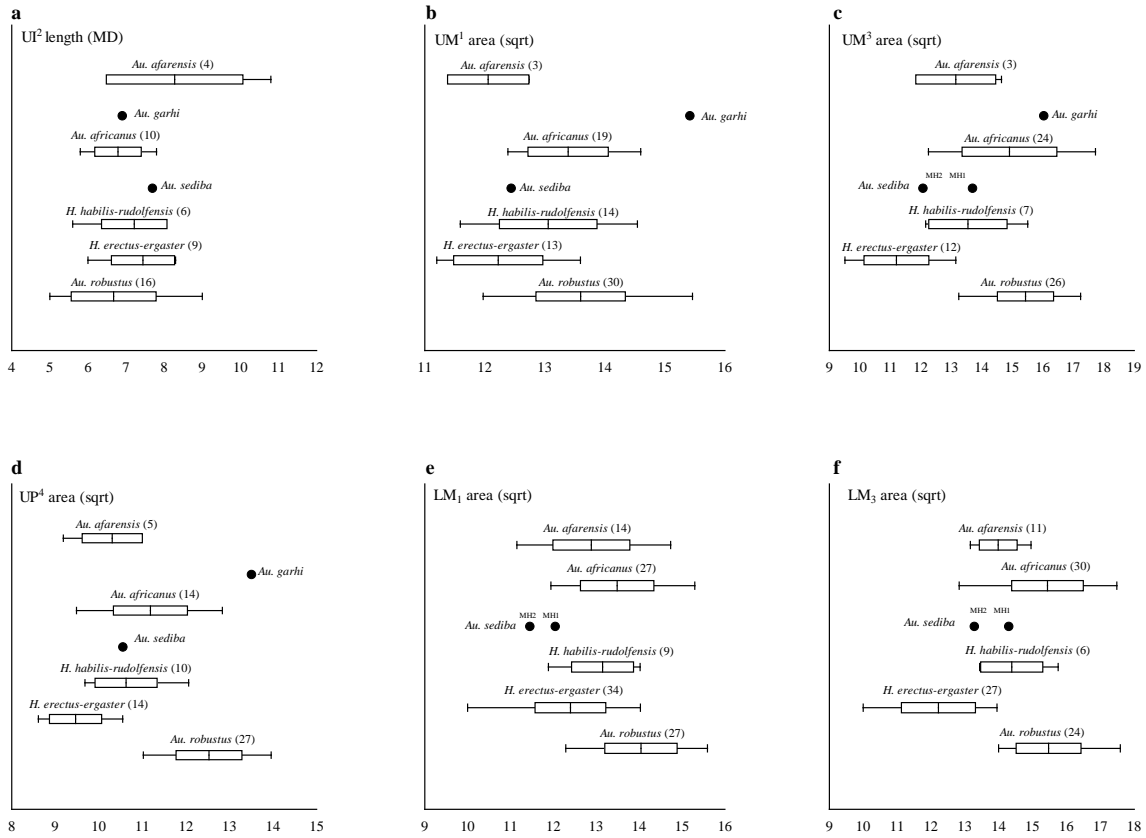 a
UI² length (MD)
Au. afarensis (4)
Au. garhi
Au. africanus (10)
Au. sediba
H. habilis-rudolfensis (6)
H. erectus-ergaster (9)
Au. robustus (16)
4 5 6 7 8 9 10 11 12
b
UM¹ area (sqrt)
Au. afarensis (3)
Au. garhi
Au. africanus (19)
Au. sediba
H. habilis-rudolfensis (14)
H. erectus-ergaster (13)
Au. robustus (30)
11 12 13 14 15 16
c
UM³ area (sqrt)
Au. afarensis (3)
Au. garhi
Au. africanus (24)
MH2 MH1
Au. sediba
H. habilis-rudolfensis (7)
H. erectus-ergaster (12)
Au. robustus (26)
9 10 11 12 13 14 15 16 17 18 19
d
UP⁴ area (sqrt)
Au. afarensis (5)
Au. garhi
Au. africanus (14)
Au. sediba
H. habilis-rudolfensis (10)
H. erectus-ergaster (14)
Au. robustus (27)
8 9 10 11 12 13 14 15
e
LM₁ area (sqrt)
Au. afarensis (14)
Au. africanus (27)
MH2 MH1
Au. sediba
H. habilis-rudolfensis (9)
H. erectus-ergaster (34)
Au. robustus (27)
9 10 11 12 13 14 15 16
f
LM₃ area (sqrt)
Au. afarensis (11)
Au. africanus (30)
MH2 MH1
Au. sediba
H. habilis-rudolfensis (6)
H. erectus-ergaster (27)
Au. robustus (24)
9 10 11 12 13 14 15 16 17 18